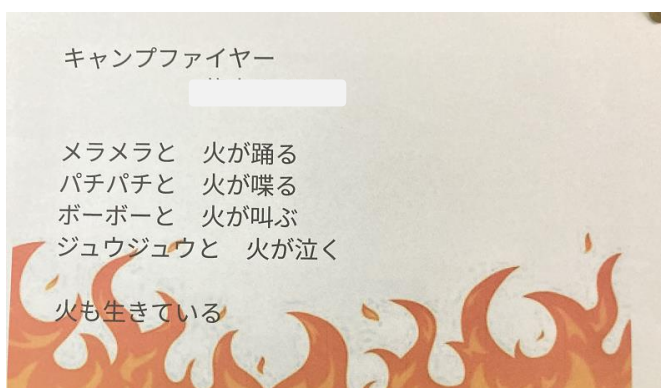 キャンプファイヤー
メラメラと　火が踊る
パチパチと　火が喋る
ボーボーと　火が叫ぶ
ジュウジュウと　火が泣く
火も生きている